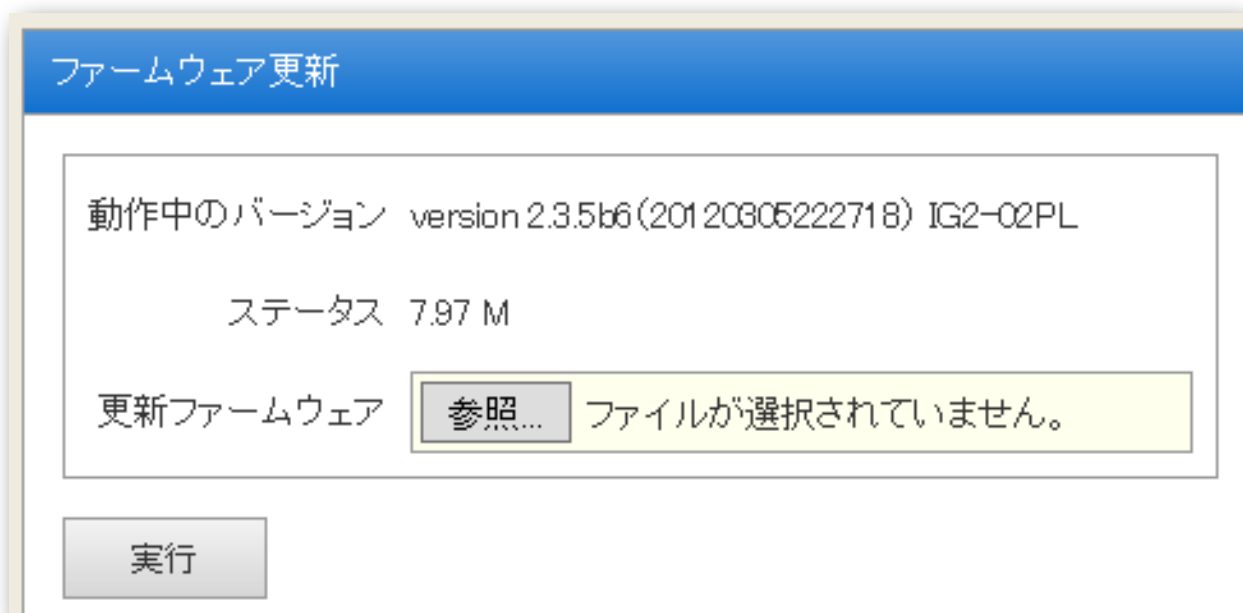 ファームウェア更新
動作中のバージョン version 2.3.5b6(20120305222718) IG2-02PL
ステータス 7.97 M
更新ファームウェア 参照... ファイルが選択されていません。
実行